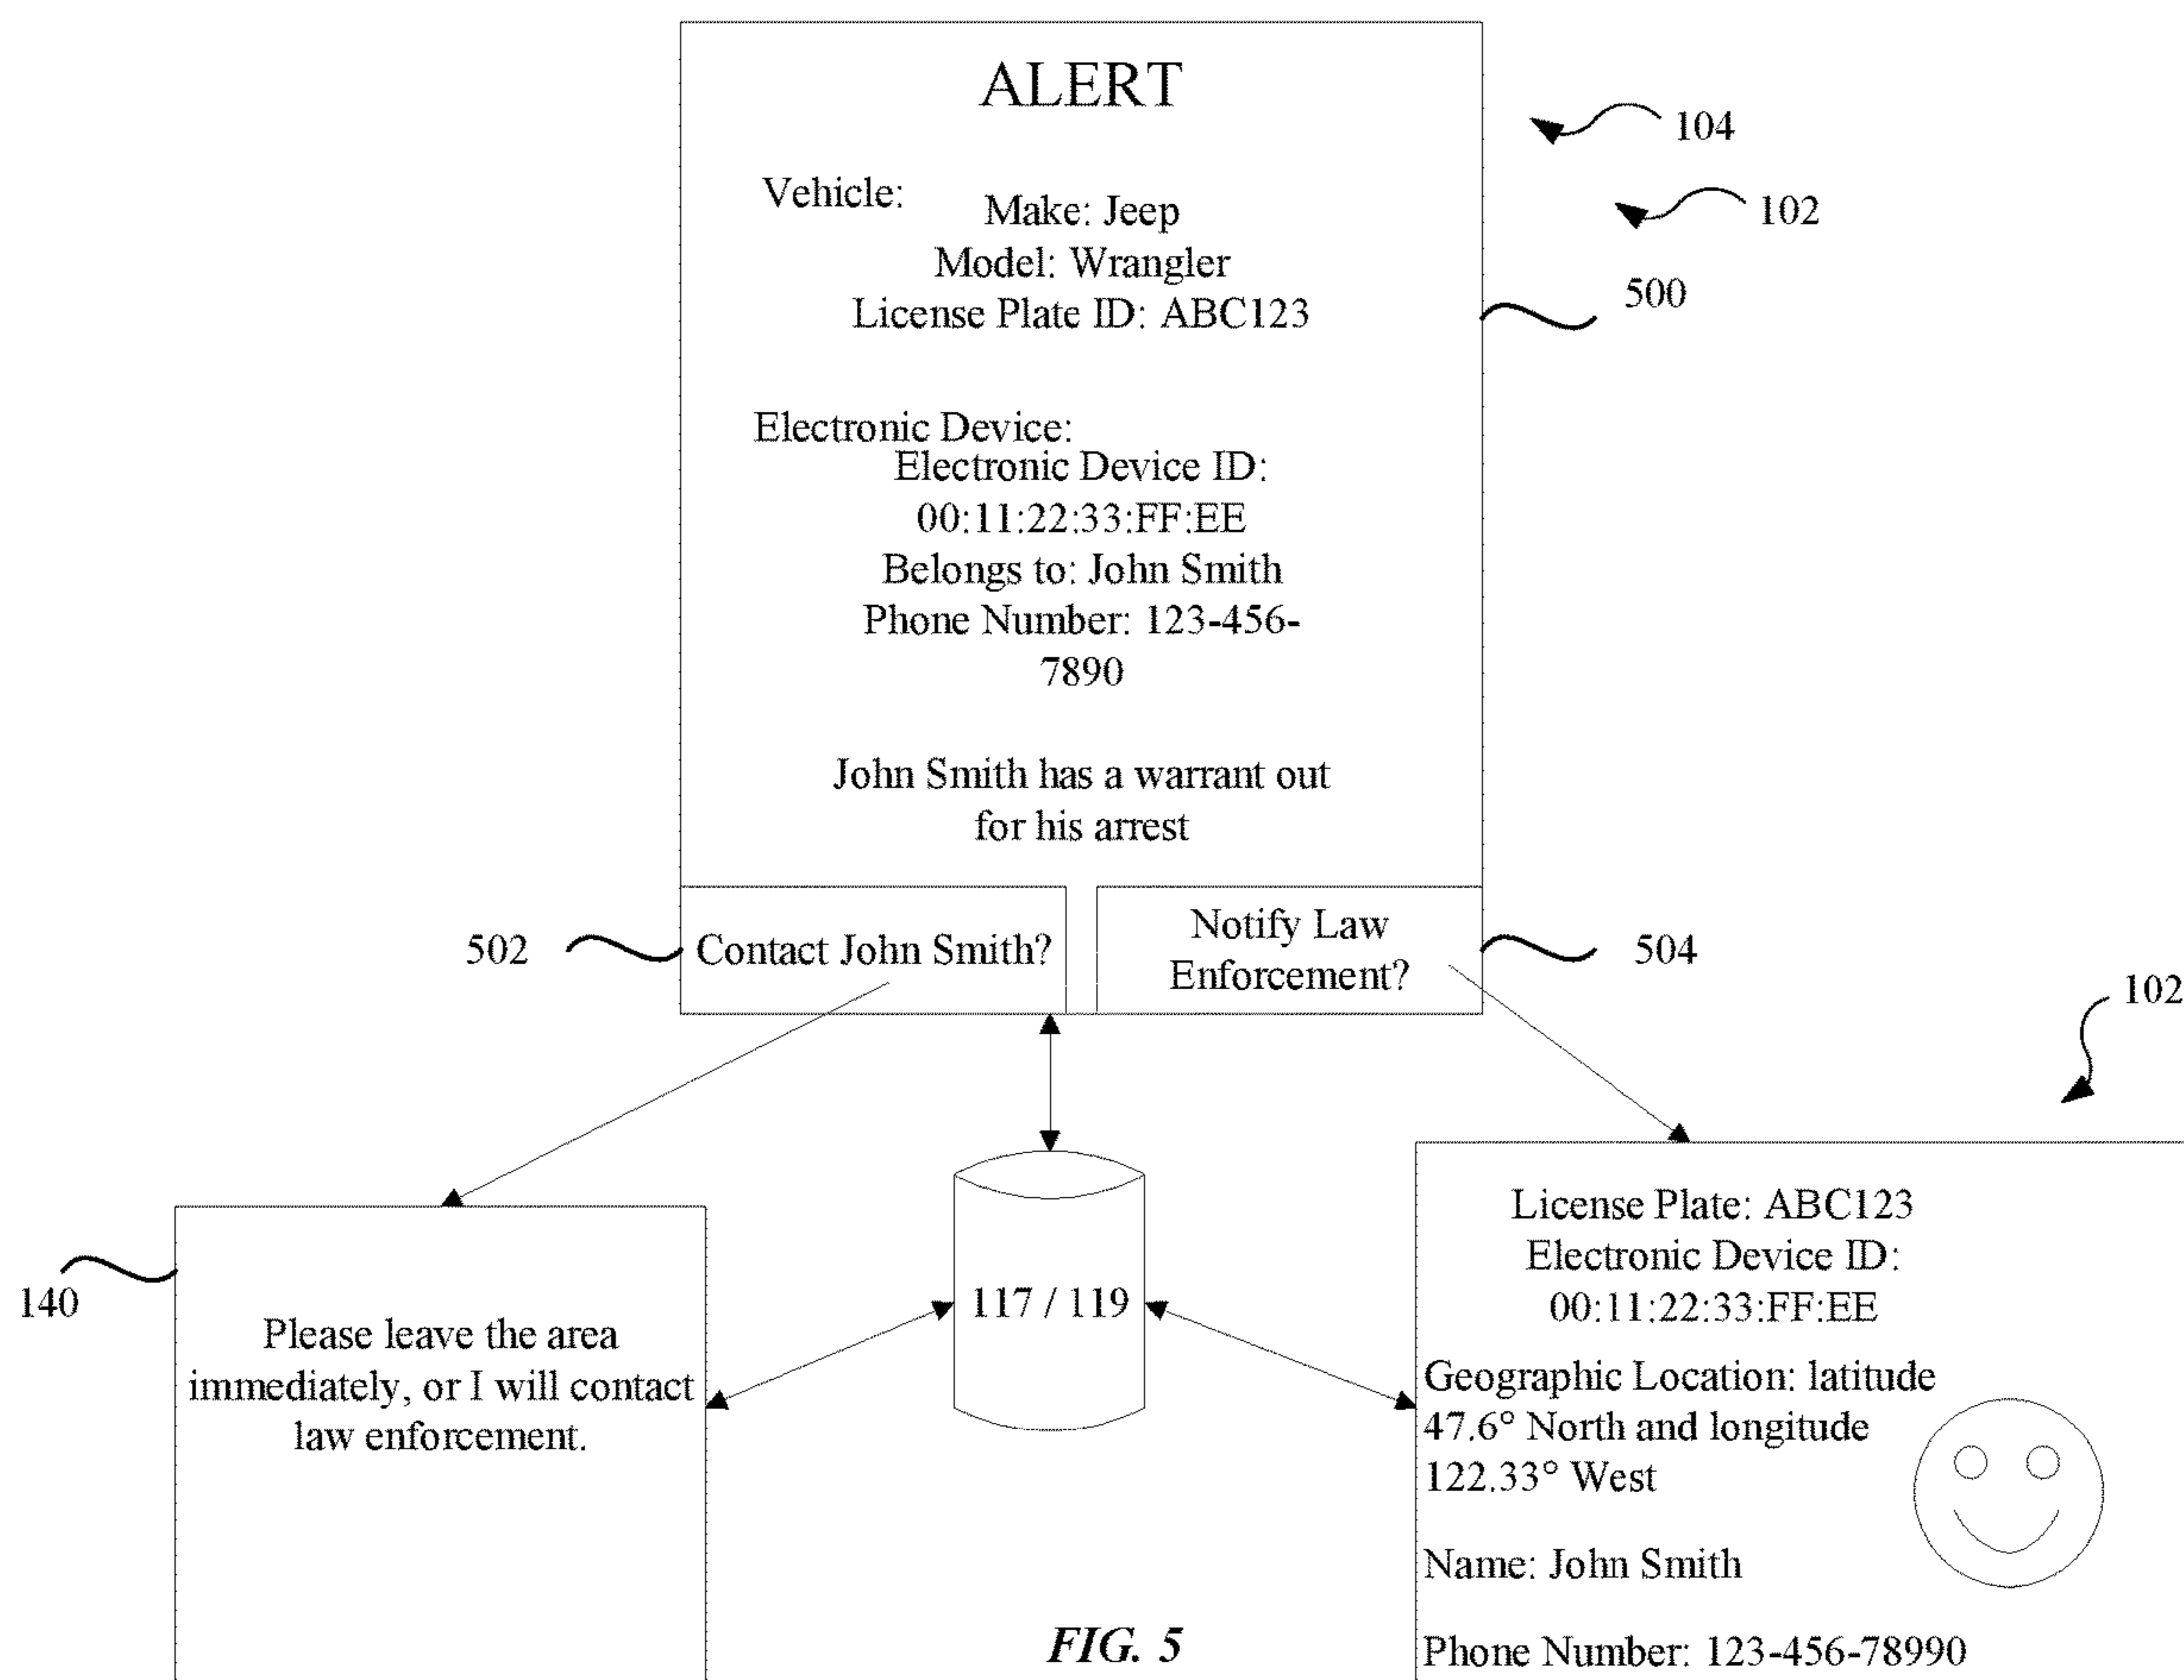 ALERT
104
Vehicle:
Make: Jeep
102
Model: Wrangler
500
License Plate ID: ABC123
Electronic Device:
Electronic Device ID:
00:11:22:33:FF:EE
Belongs to: John Smith
Phone Number: 123-456-
7890
John Smith has a warrant out
for his arrest
502
Contact John Smith?
Notify Law
Enforcement?
504
102
140
Please leave the area
immediately, or I will contact
law enforcement.
117 / 119
License Plate: ABC123
Electronic Device ID:
00:11:22:33:FF:EE
Geographic Location: latitude
47.6° North and longitude
122.33° West
Name: John Smith
Phone Number: 123-456-78990
FIG. 5